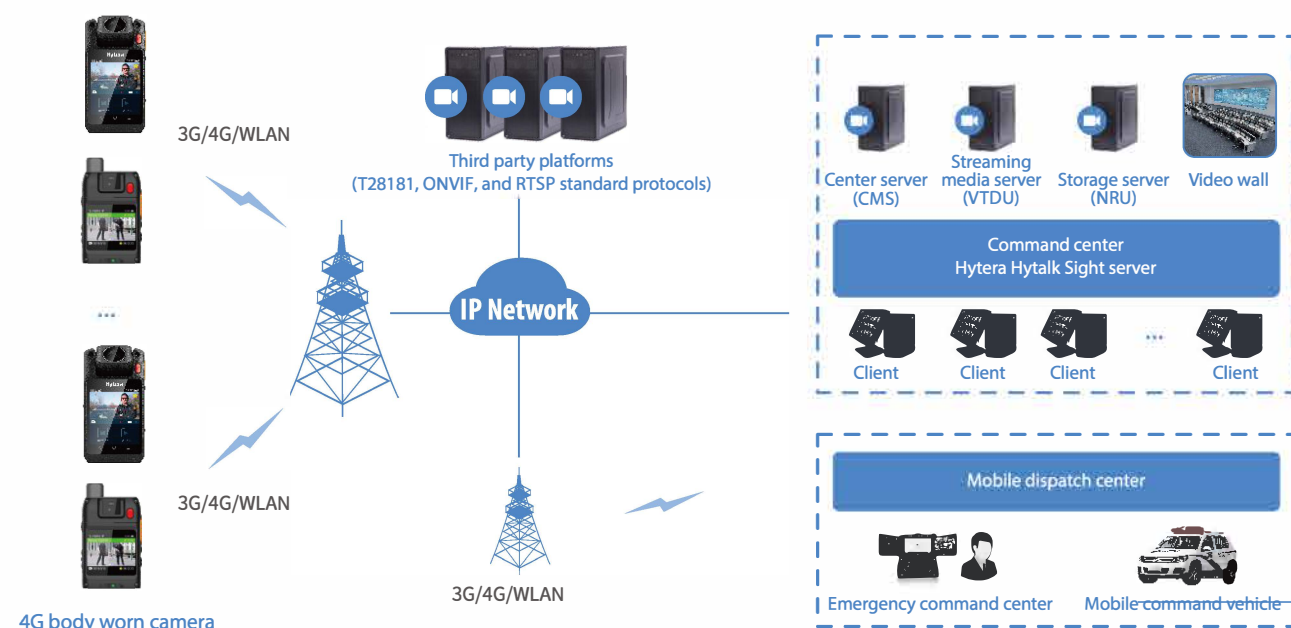 3G/4G/WLAN
Third party platforms
(T28181, ONVIF, and RTSP standard protocols)
Center server
(CMS)
Streaming
media server
(VTDU)
Storage server
(NRU)
Video wall
Command center
Hytera Hytalk Sight server
IP Network
...
Client
Client
Client
...
Client
3G/4G/WLAN
3G/4G/WLAN
Mobile dispatch center
Emergency command center
Mobile command vehicle
4G body worn camera